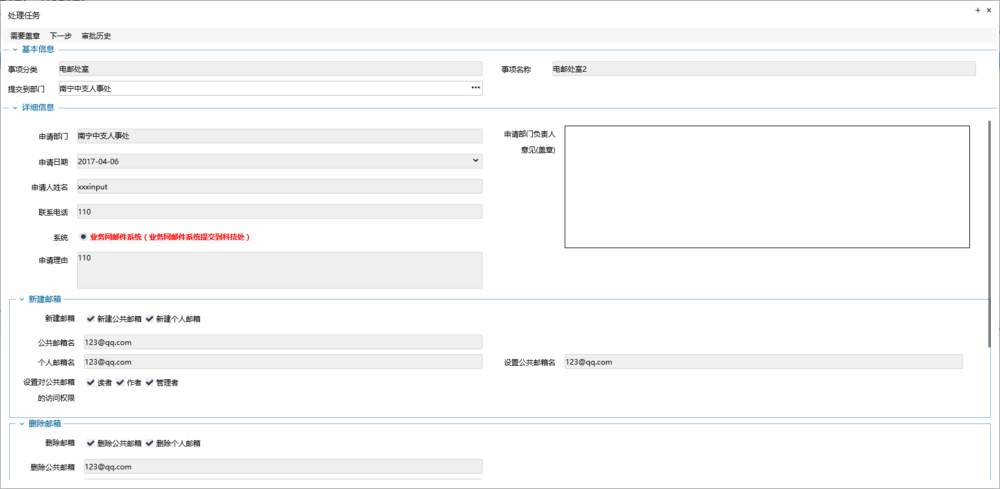 处理任务
需要盖章 下一步 审批历史
基本信息
事项分类 电邮处室 事项名称 电邮处室2
提交到部门 南宁中支人事处
详细信息
申请部门 南宁中支人事处
申请部门负责人
意见(盖章)
申请日期 2017-04-06
申请人姓名 xxxinput
联系电话 110
系统 业务网邮件系统（业务网邮件系统提交到科技处）
申请理由 110
新建邮箱
新建邮箱 新建公共邮箱 新建个人邮箱
公共邮箱名 123@qq.com
个人邮箱名 123@qq.com 设置公共邮箱名 123@qq.com
设置对公共邮箱 读者 作者 管理者
的访问权限
删除邮箱
删除邮箱 删除公共邮箱 删除个人邮箱
删除公共邮箱 123@qq.com